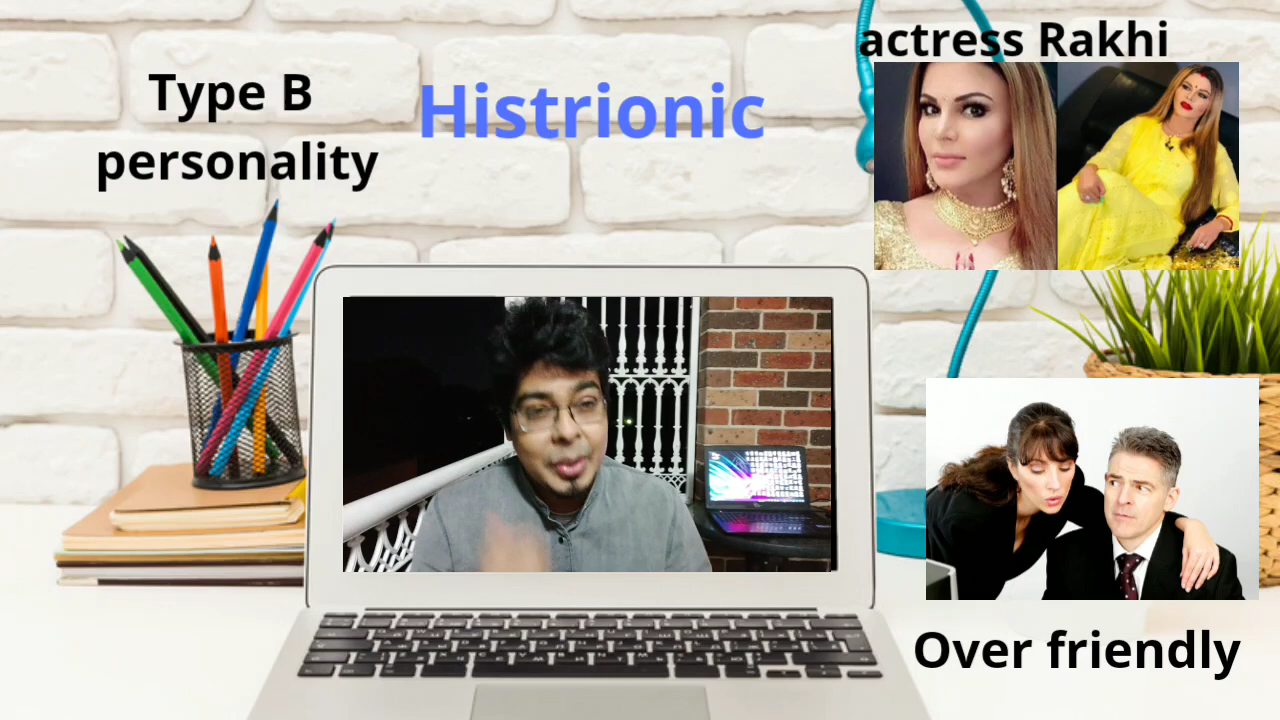 actress Rakhi
Type B
personality
Histrionic
Over friendly